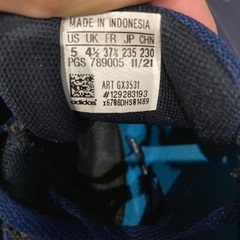 MADE IN INDONESIA
US UK FR JP CHN
5 4½ 37⅓ 235 230
PGS 789005 11/21
ART GX3531
#129283193
adidas x6786DHS01489